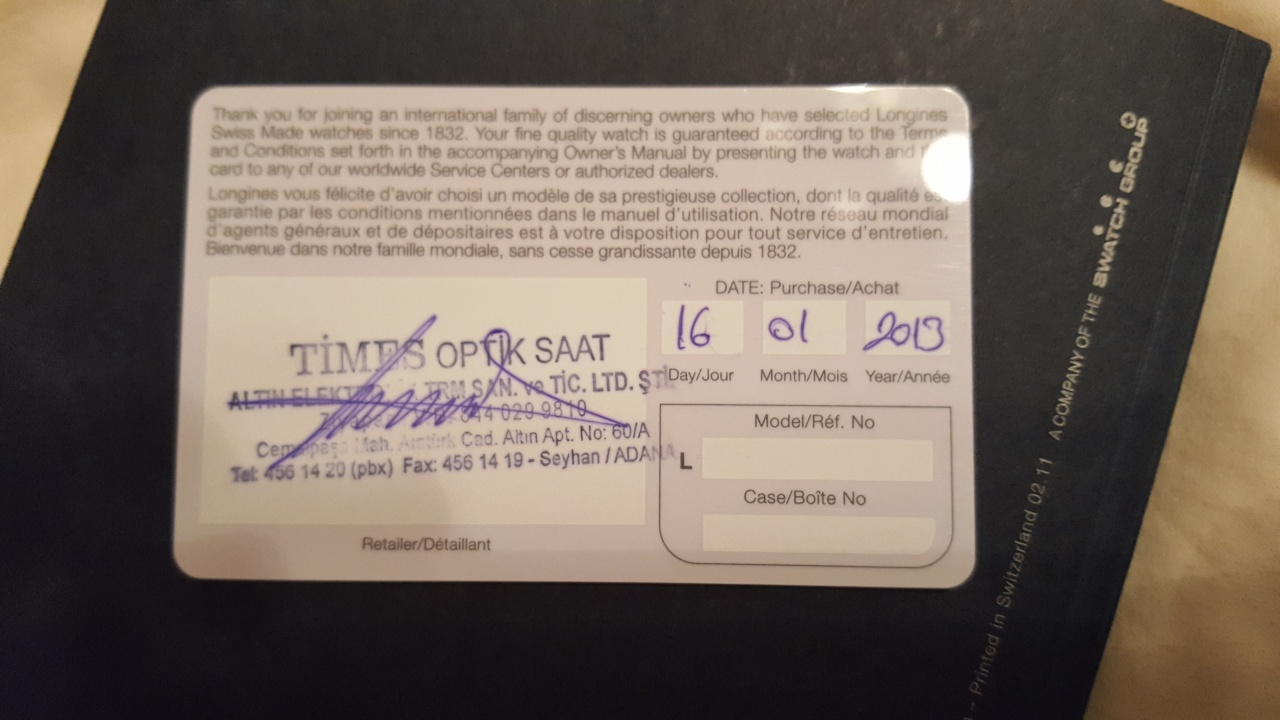 Thank you for joining an international family of discerning owners who have selected Longines
Swiss Made watches since 1832. Your fine quality watch is guaranteed according to the Terms
and Conditions set forth in the accompanying Owner's Manual by presenting the watch and
card to any of our worldwide Service Centers or authorized dealers.
Longines vous félicite d'avoir choisi un modèle de sa prestigieuse collection, dont la qualité est
garantie par les conditions mentionnées dans le manuel d'utilisation. Notre réseau mondial
d'agents généraux et de dépositaires est à votre disposition pour tout service d'entretien.
Bienvenue dans notre famille mondiale, sans cesse grandissante depuis 1832.
DATE: Purchase/Achat
16 01 2013
Day/Jour Month/Mois Year/Année
TİMES OPTİK SAAT
ALTIN SAN. ve TİC. LTD. ŞTİ.
044 029 9810
Mah. Cad. Altın Apt. No: 60/A
Tel: 456 14 20 (pbx) Fax: 456 14 19 - Seyhan / ADANA
Retailer/Détaillant
Model/Réf. No
L
Case/Boîte No
Printed in Switzerland 02.11 A COMPANY OF THE SWATCH GROUP